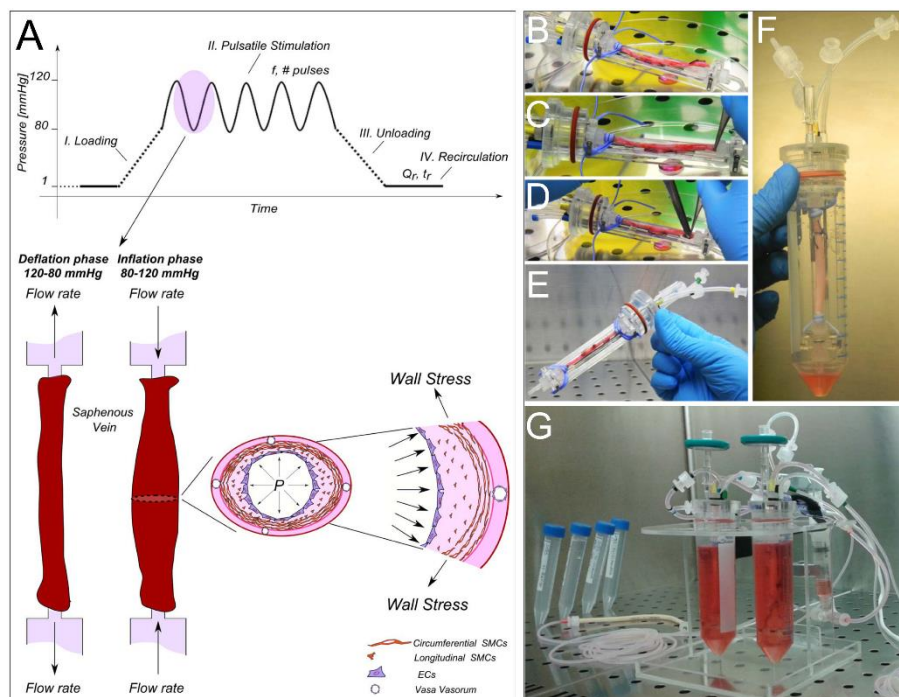 A
II. Pulsatile Stimulation
f, # pulses
Pressure [mmHg]
120
80
1
I. Loading
III. Unloading
IV. Recirculation
Qr, tr
Time
Deflation phase
120-80 mmHg
Flow rate
Inflation phase
80-120 mmHg
Flow rate
Saphenous
Vein
P
Wall Stress
Wall Stress
Flow rate
Flow rate
Circumferential SMCs
Longitudinal SMCs
ECs
Vasa Vasorum
B
C
D
E
F
G